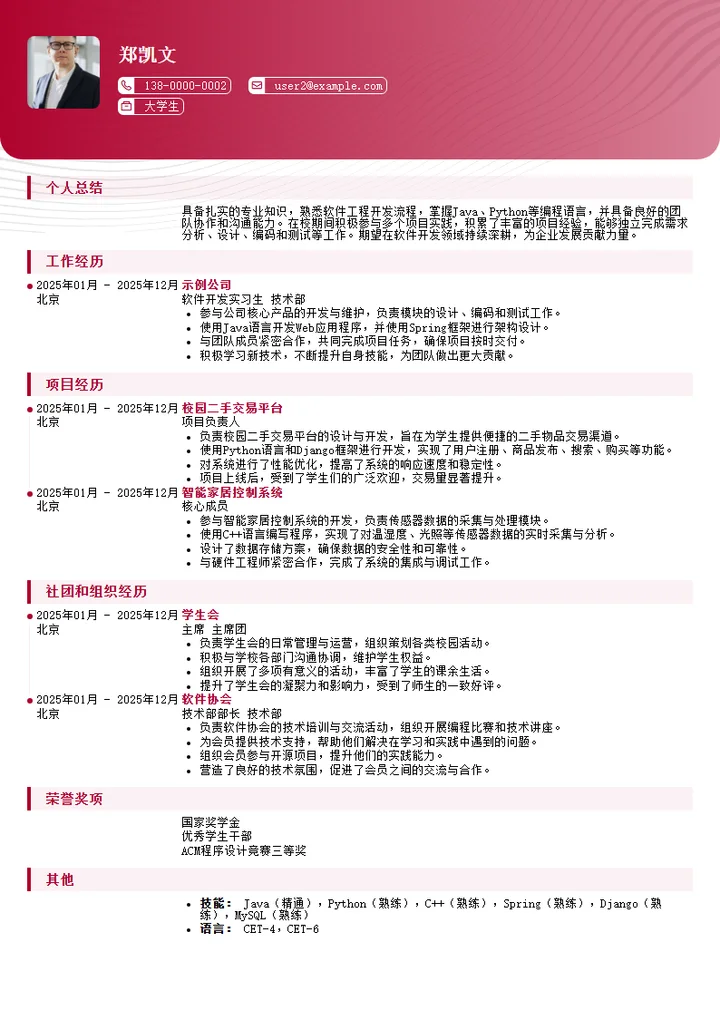 郑凯文
138-0000-0002 user2@example.com
大学生
个人总结
具备扎实的专业知识，熟悉软件工程开发流程，掌握Java、Python等编程语言，并具备良好的团
队协作和沟通能力。在校期间积极参与多个项目实践，积累了丰富的项目经验，能够独立完成需求
分析、设计、编码和测试等工作。期望在软件开发领域持续深耕，为企业发展贡献力量。
工作经历
2025年01月 - 2025年12月 示例公司
北京 软件开发实习生 技术部
• 参与公司核心产品的开发与维护，负责模块的设计、编码和测试工作。
• 使用Java语言开发Web应用程序，并使用Spring框架进行架构设计。
• 与团队成员紧密合作，共同完成项目任务，确保项目按时交付。
• 积极学习新技术，不断提升自身技能，为团队做出更大贡献。
项目经历
2025年01月 - 2025年12月 校园二手交易平台
北京 项目负责人
• 负责校园二手交易平台的设计与开发，旨在为学生提供便捷的二手物品交易渠道。
• 使用Python语言和Django框架进行开发，实现了用户注册、商品发布、搜索、购买等功能。
• 对系统进行了性能优化，提高了系统的响应速度和稳定性。
• 项目上线后，受到了学生们的广泛欢迎，交易量显著提升。
2025年01月 - 2025年12月 智能家居控制系统
北京 核心成员
• 参与智能家居控制系统的开发，负责传感器数据的采集与处理模块。
• 使用C++语言编写程序，实现了对温湿度、光照等传感器数据的实时采集与分析。
• 设计了数据存储方案，确保数据的安全性和可靠性。
• 与硬件工程师紧密合作，完成了系统的集成与调试工作。
社团和组织经历
2025年01月 - 2025年12月 学生会
北京 主席 主席团
• 负责学生会的日常管理与运营，组织策划各类校园活动。
• 积极与学校各部门沟通协调，维护学生权益。
• 组织开展了多项有意义的活动，丰富了学生的课余生活。
• 提升了学生会的凝聚力和影响力，受到了师生的一致好评。
2025年01月 - 2025年12月 软件协会
北京 技术部部长 技术部
• 负责软件协会的技术培训与交流活动，组织开展编程比赛和技术讲座。
• 为会员提供技术支持，帮助他们解决在学习和实践中遇到的问题。
• 组织会员参与开源项目，提升他们的实践能力。
• 营造了良好的技术氛围，促进了会员之间的交流与合作。
荣誉奖项
国家奖学金
优秀学生干部
ACM程序设计竞赛三等奖
其他
• 技能： Java（精通），Python（熟练），C++（熟练），Spring（熟练），Django（熟
练），MySQL（熟练）
• 语言： CET-4，CET-6